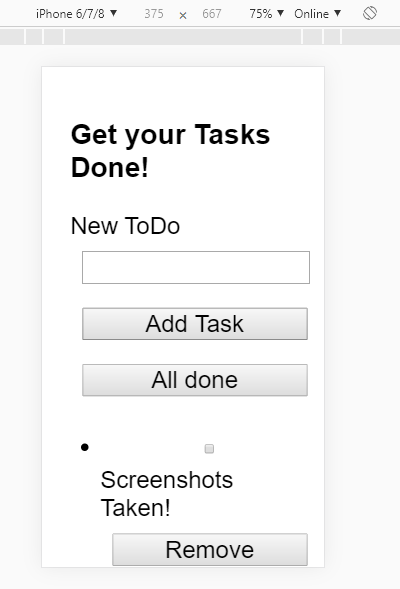 iPhone 6/7/8 ▼ 375 × 667 75% ▼ Online ▼
Get your Tasks
Done!
New ToDo
Add Task
All done
Screenshots
Taken!
Remove